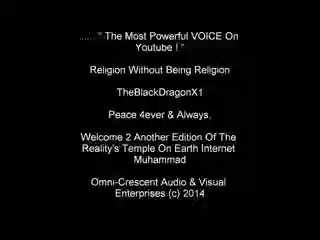 ...... " The Most Powerful VOICE On
Youtube ! "
Religion Without Being Religion
TheBlackDragonX1
Peace 4ever & Always,
Welcome 2 Another Edition Of The
Reality's Temple On Earth Internet
Muhammad
Omni-Crescent Audio & Visual
Enterprises (c) 2014